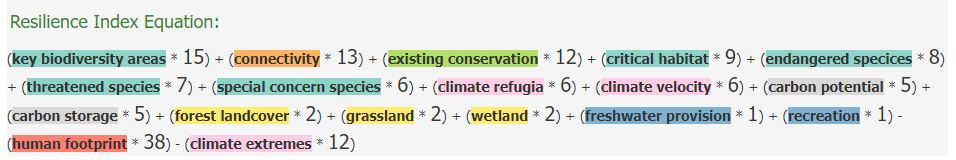 Resilience Index Equation:
(key biodiversity areas * 15) + (connectivity * 13) + (existing conservation * 12) + (critical habitat * 9) + (endangered specices * 8)
+ (threatened species * 7) + (special concern species * 6) + (climate refugia * 6) + (climate velocity * 6) + (carbon potential * 5) +
(carbon storage * 5) + (forest landcover * 2) + (grassland * 2) + (wetland * 2) + (freshwater provision * 1) + (recreation * 1) -
(human footprint * 38) - (climate extremes * 12)